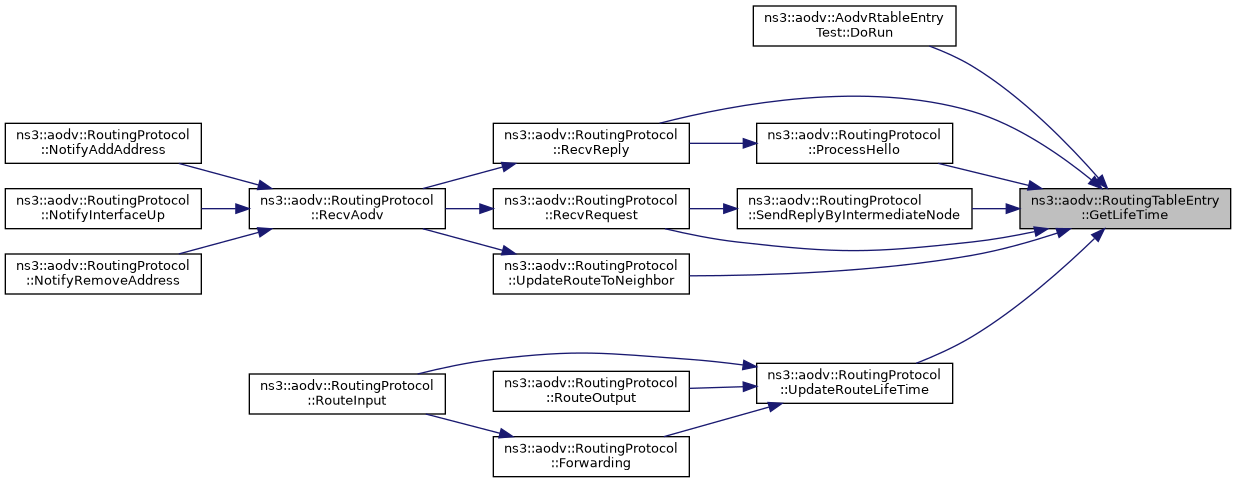 ns3::aodv::AodvRtableEntry
Test::DoRun
ns3::aodv::RoutingProtocol
::NotifyAddAddress
ns3::aodv::RoutingProtocol
::RecvReply
ns3::aodv::RoutingProtocol
::ProcessHello
ns3::aodv::RoutingProtocol
::NotifyInterfaceUp
ns3::aodv::RoutingProtocol
::RecvAodv
ns3::aodv::RoutingProtocol
::RecvRequest
ns3::aodv::RoutingProtocol
::SendReplyByIntermediateNode
ns3::aodv::RoutingTableEntry
::GetLifeTime
ns3::aodv::RoutingProtocol
::NotifyRemoveAddress
ns3::aodv::RoutingProtocol
::UpdateRouteToNeighbor
ns3::aodv::RoutingProtocol
::RouteInput
ns3::aodv::RoutingProtocol
::RouteOutput
ns3::aodv::RoutingProtocol
::UpdateRouteLifeTime
ns3::aodv::RoutingProtocol
::Forwarding